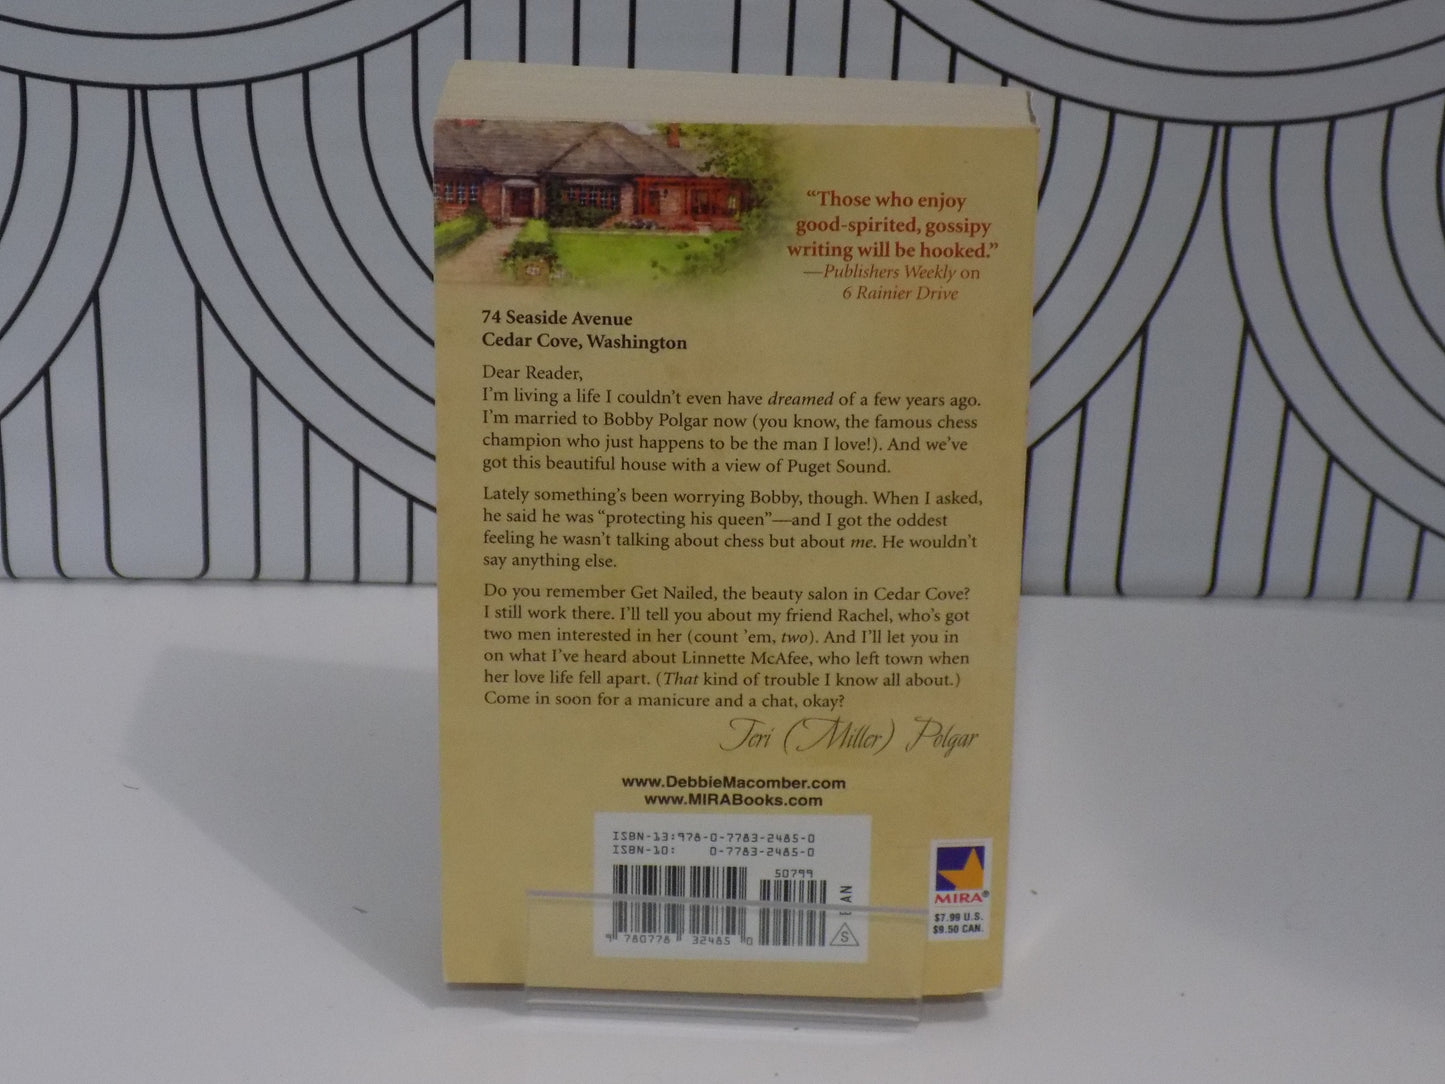 “Those who enjoy
good-spirited, gossipy
writing will be hooked.”
—Publishers Weekly on
6 Rainier Drive
74 Seaside Avenue
Cedar Cove, Washington
Dear Reader,
I’m living a life I couldn’t even have dreamed of a few years ago.
I’m married to Bobby Polgar now (you know, the famous chess
champion who just happens to be the man I love!). And we’ve
got this beautiful house with a view of Puget Sound.
Lately something’s been worrying Bobby, though. When I asked,
he said he was “protecting his queen”—and I got the oddest
feeling he wasn’t talking about chess but about me. He wouldn’t
say anything else.
Do you remember Get Nailed, the beauty salon in Cedar Cove?
I still work there. I’ll tell you about my friend Rachel, who’s got
two men interested in her (count ’em, two). And I’ll let you in
on what I’ve heard about Linnette McAfee, who left town when
her love life fell apart. (That kind of trouble I know all about.)
Come in soon for a manicure and a chat, okay?
Teri (Miller) Polgar
www.DebbieMacomber.com
www.MIRABooks.com
ISBN-13:978-0-7783-2485-0
ISBN-10: 0-7783-2485-0
50799
9 780778 324850
EAN
S
MIRA®
$7.99 U.S.
$9.50 CAN.